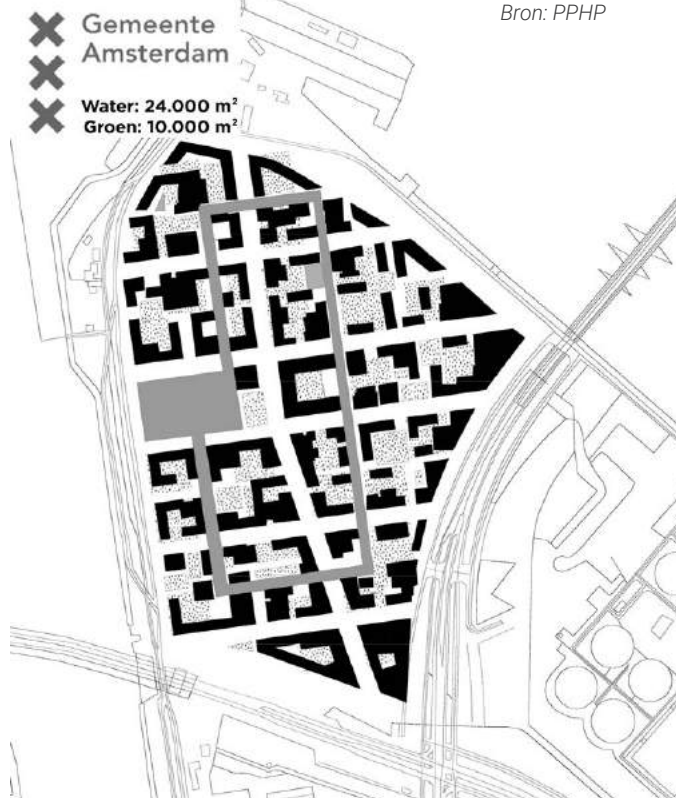 Bron: PPHP
Gemeente
Amsterdam
Water: 24.000 m²
Groen: 10.000 m²